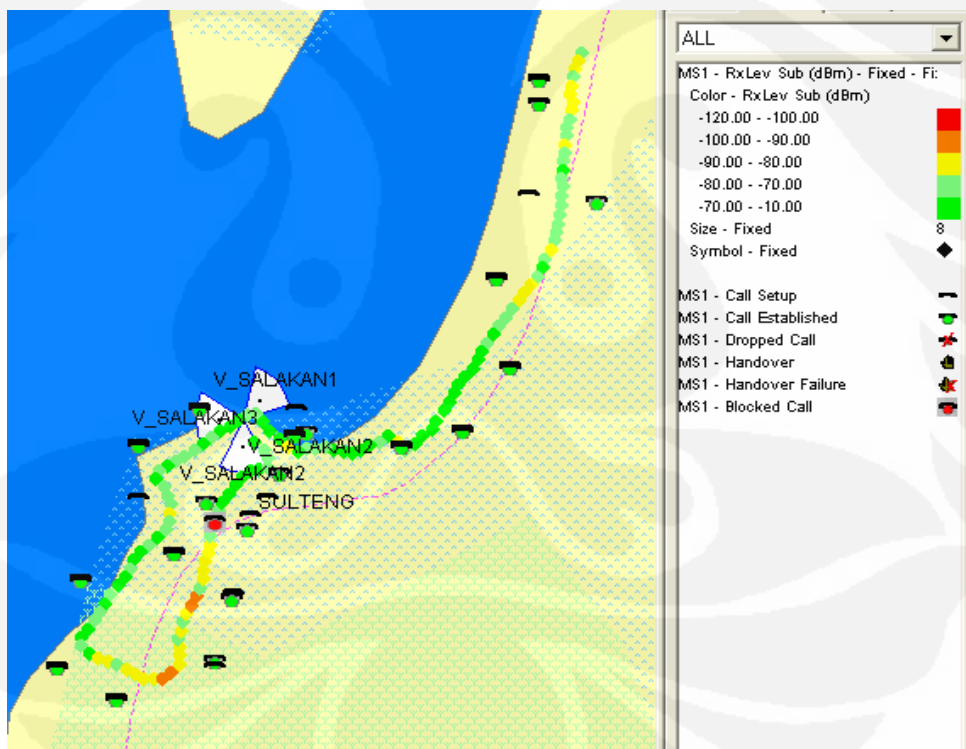 ALL
MS1 - RxLev Sub (dBm) - Fixed - Fi:
Color - RxLev Sub (dBm)
-120.00 - -100.00
-100.00 - -90.00
-90.00 - -80.00
-80.00 - -70.00
-70.00 - -10.00
Size - Fixed 8
Symbol - Fixed
MS1 - Call Setup
MS1 - Call Established
MS1 - Dropped Call
MS1 - Handover
MS1 - Handover Failure
MS1 - Blocked Call
V_SALAKAN1
V_SALAKAN3
V_SALAKAN2
V_SALAKAN2
SULTENG